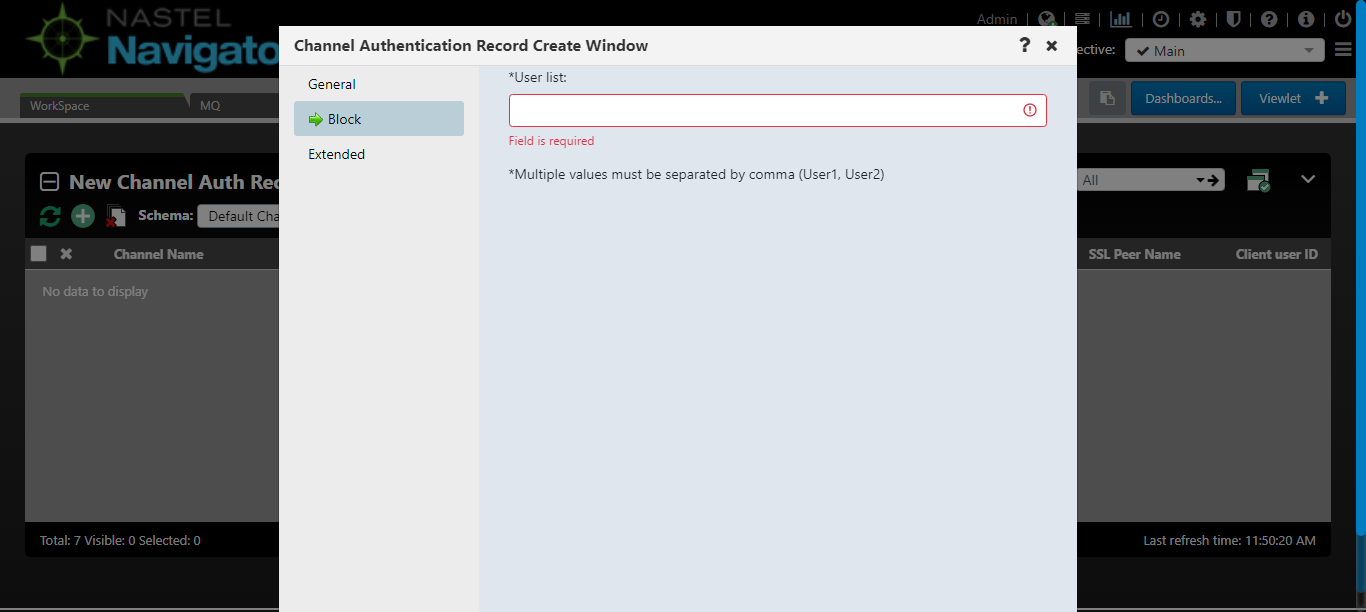 NASTEL
Navigato
Admin
ective:
Main
WorkSpace
MQ
Dashboards...
Viewlet
Channel Authentication Record Create Window
?
General
Block
Extended
*User list:
Field is required
*Multiple values must be separated by comma (User1, User2)
New Channel Auth Rec
All
Schema:
Default Cha
Channel Name
SSL Peer Name
Client user ID
No data to display
Total: 7 Visible: 0 Selected: 0
Last refresh time: 11:50:20 AM